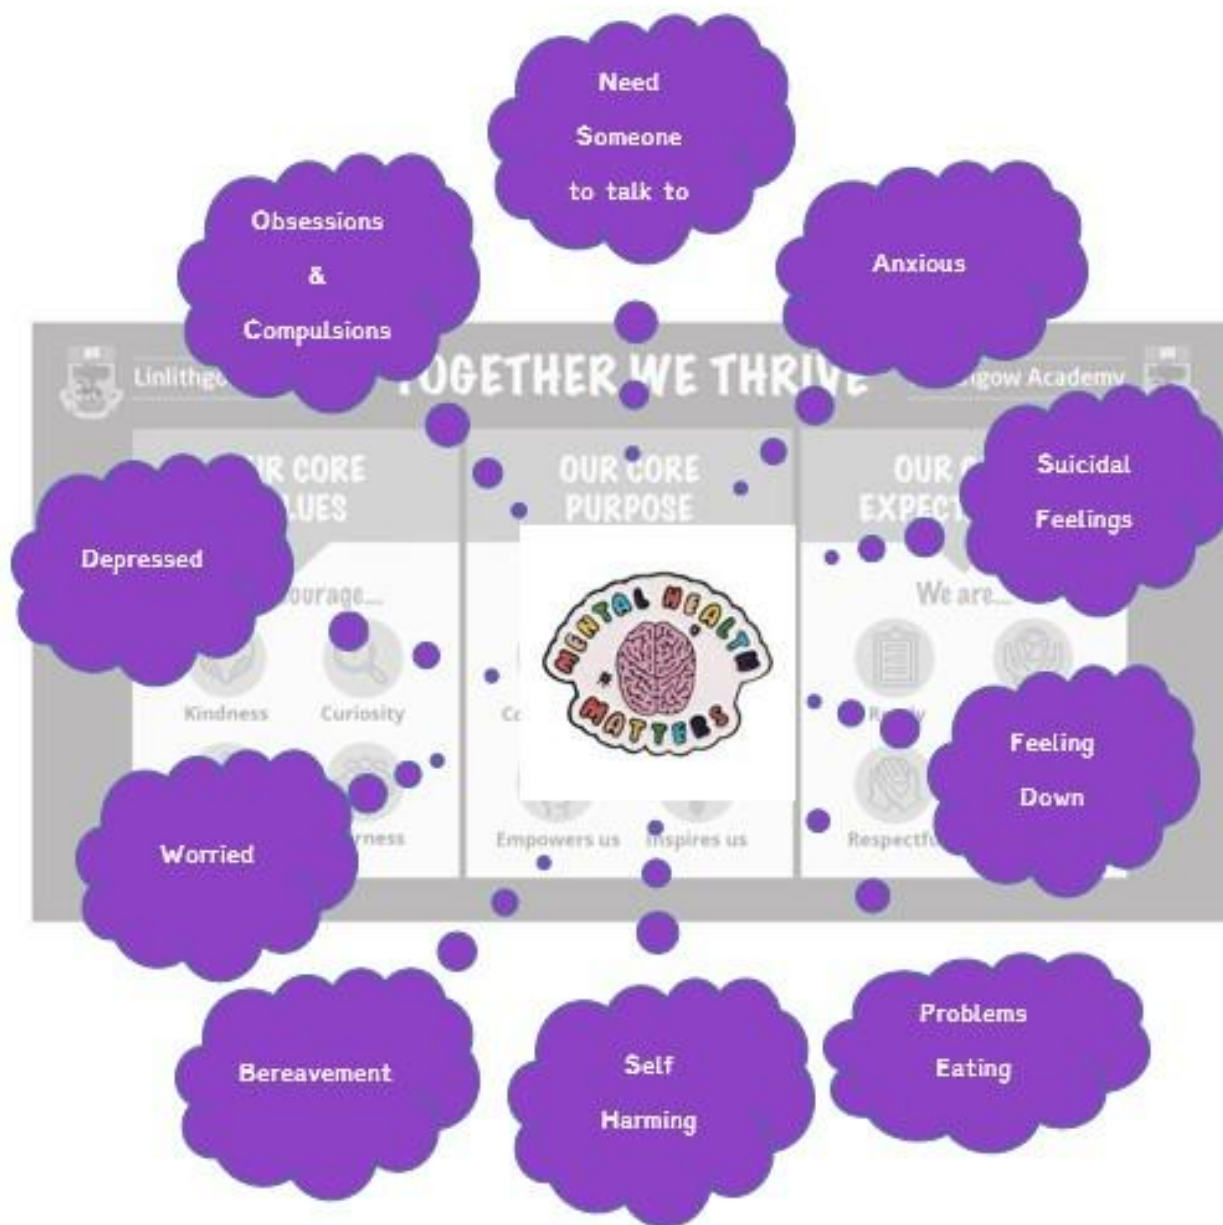 Need
Someone
to talk to
Obsessions
&
Compulsions
Anxious
TOGETHER WE THRIVE
Academy
Suicidal
Feelings
Depressed
OUR CORE
PURPOSE
We are...
MENTAL HEALTH
MATTERS
Kindness
Curiosity
Feeling
Down
Worried
Empowers us
Inspires us
Bereavement
Self
Harming
Problems
Eating